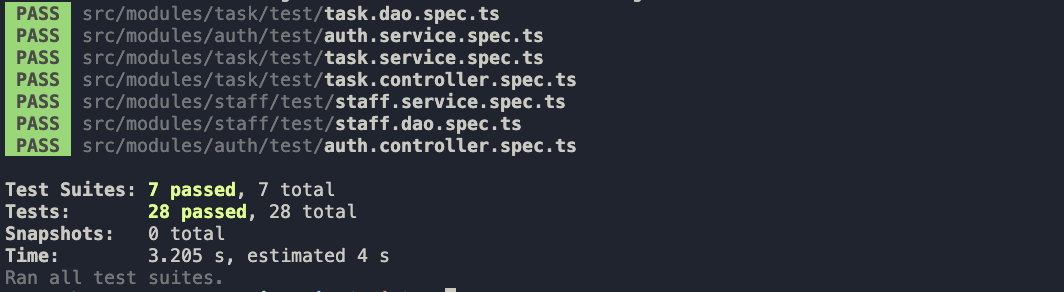 PASS src/modules/task/test/task.dao.spec.ts
PASS src/modules/auth/test/auth.service.spec.ts
PASS src/modules/task/test/task.service.spec.ts
PASS src/modules/task/test/task.controller.spec.ts
PASS src/modules/staff/test/staff.service.spec.ts
PASS src/modules/staff/test/staff.dao.spec.ts
PASS src/modules/auth/test/auth.controller.spec.ts
Test Suites: 7 passed, 7 total
Tests: 28 passed, 28 total
Snapshots: 0 total
Time: 3.205 s, estimated 4 s
Ran all test suites.